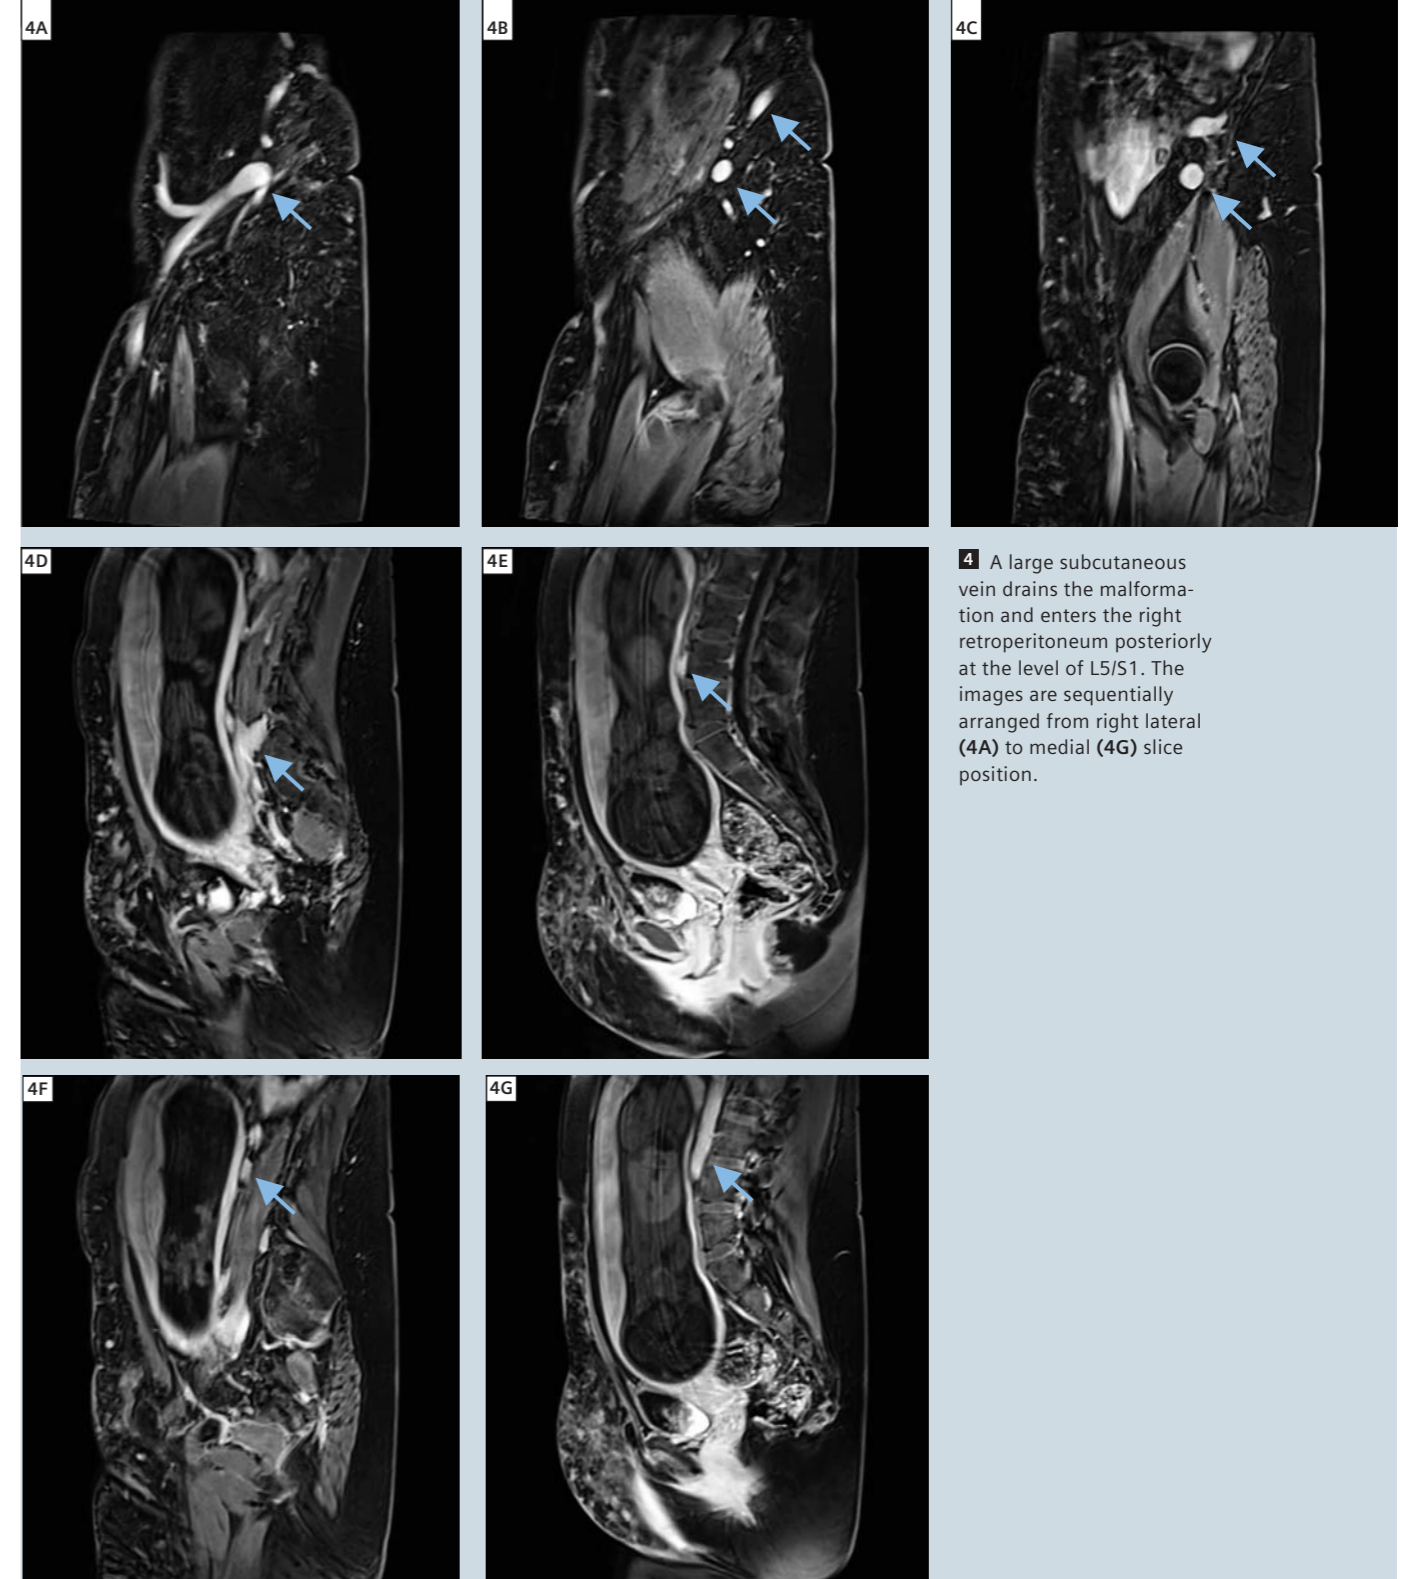 4A
4B
4C
4D
4E
4 A large subcutaneous
vein drains the malforma-
tion and enters the right
retroperitoneum posteriorly
at the level of L5/S1. The
images are sequentially
arranged from right lateral
(4A) to medial (4G) slice
position.
4F
4G